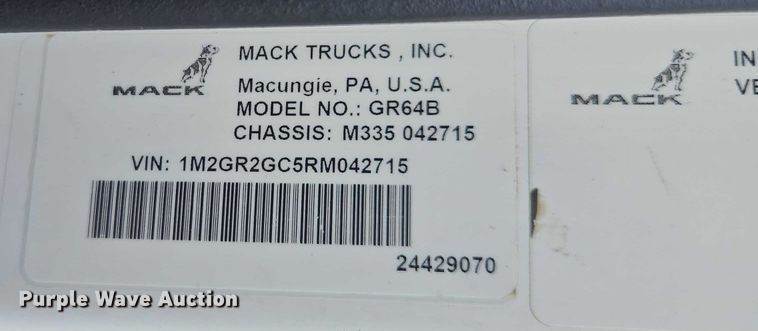 MACK
MACK TRUCKS , INC.
Macungie, PA, U.S.A.
MODEL NO.: GR64B
CHASSIS: M335 042715
VIN: 1M2GR2GC5RM042715
24429070
MACK
IN
VE
Purple Wave Auction